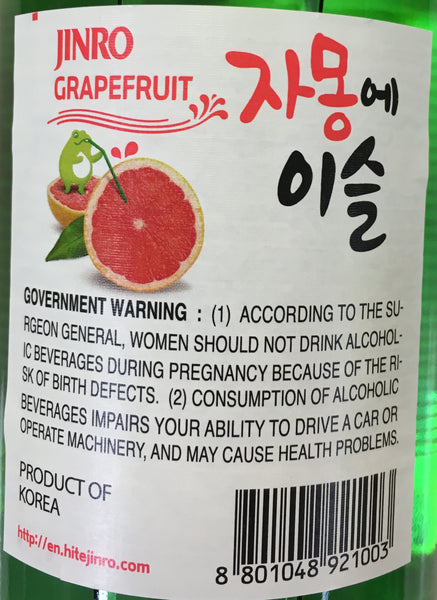 JINRO
GRAPEFRUIT
자몽에
이슬
GOVERNMENT WARNING : (1) ACCORDING TO THE SU-
RGEON GENERAL, WOMEN SHOULD NOT DRINK ALCOHOL-
IC BEVERAGES DURING PREGNANCY BECAUSE OF THE RI-
SK OF BIRTH DEFECTS. (2) CONSUMPTION OF ALCOHOLIC
BEVERAGES IMPAIRS YOUR ABILITY TO DRIVE A CAR OR
OPERATE MACHINERY, AND MAY CAUSE HEALTH PROBLEMS.
PRODUCT OF
KOREA
http://en.hitejinro.com
8 801048 921003